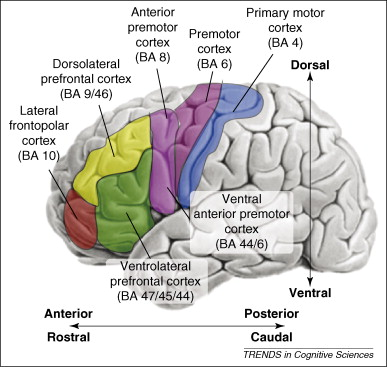 Anterior
premotor
cortex
(BA 8)
Premotor
cortex
(BA 6)
Primary motor
cortex
(BA 4)
Dorsolateral
prefrontal cortex
(BA 9/46)
Lateral
frontopolar
cortex
(BA 10)
Dorsal
Ventral
anterior premotor
cortex
(BA 44/6)
Ventrolateral
prefrontal cortex
(BA 47/45/44)
Ventral
Anterior
Posterior
Rostral
Caudal
TRENDS in Cognitive Sciences